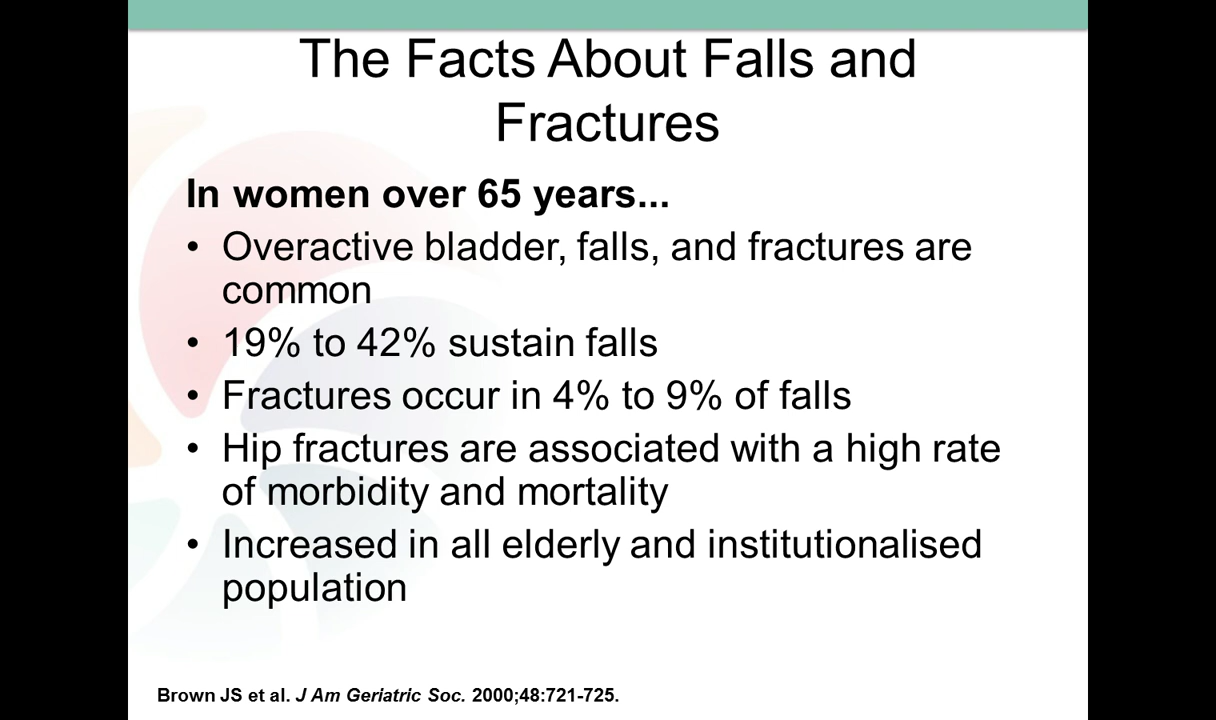 The Facts About Falls and
Fractures
In women over 65 years...
• Overactive bladder, falls, and fractures are
common
• 19% to 42% sustain falls
• Fractures occur in 4% to 9% of falls
• Hip fractures are associated with a high rate
of morbidity and mortality
• Increased in all elderly and institutionalised
population
Brown JS et al. J Am Geriatric Soc. 2000;48:721-725.